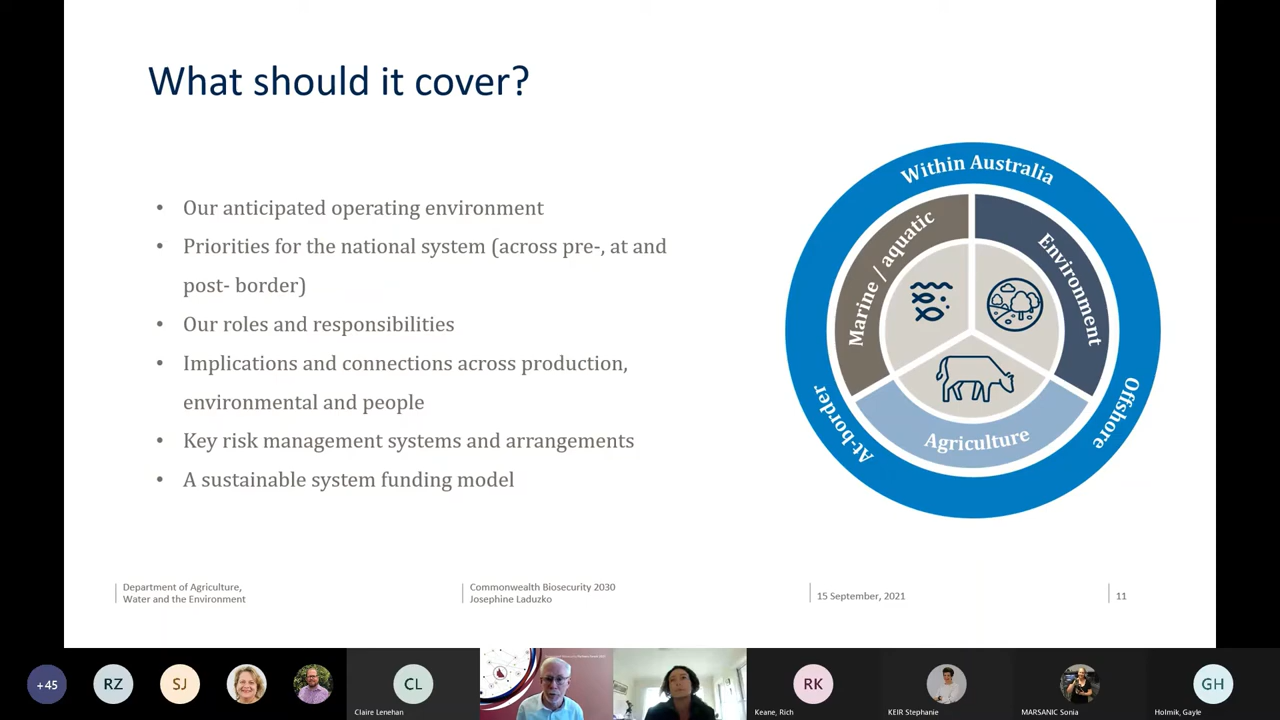 What should it cover?
• Our anticipated operating environment
• Priorities for the national system (across pre-, at and
post- border)
• Our roles and responsibilities
• Implications and connections across production,
environmental and people
• Key risk management systems and arrangements
• A sustainable system funding model
Within Australia
Marine / aquatic
Environment
Agriculture
At-border
Offshore
Department of Agriculture,
Water and the Environment
Commonwealth Biosecurity 2030
Josephine Laduzko
15 September, 2021
11
+45
RZ
SJ
CL
Claire Lenehan
RK
Keane, Rich
KEIR Stephanie
MARSANIC Sonia
GH
Holmik, Gayle